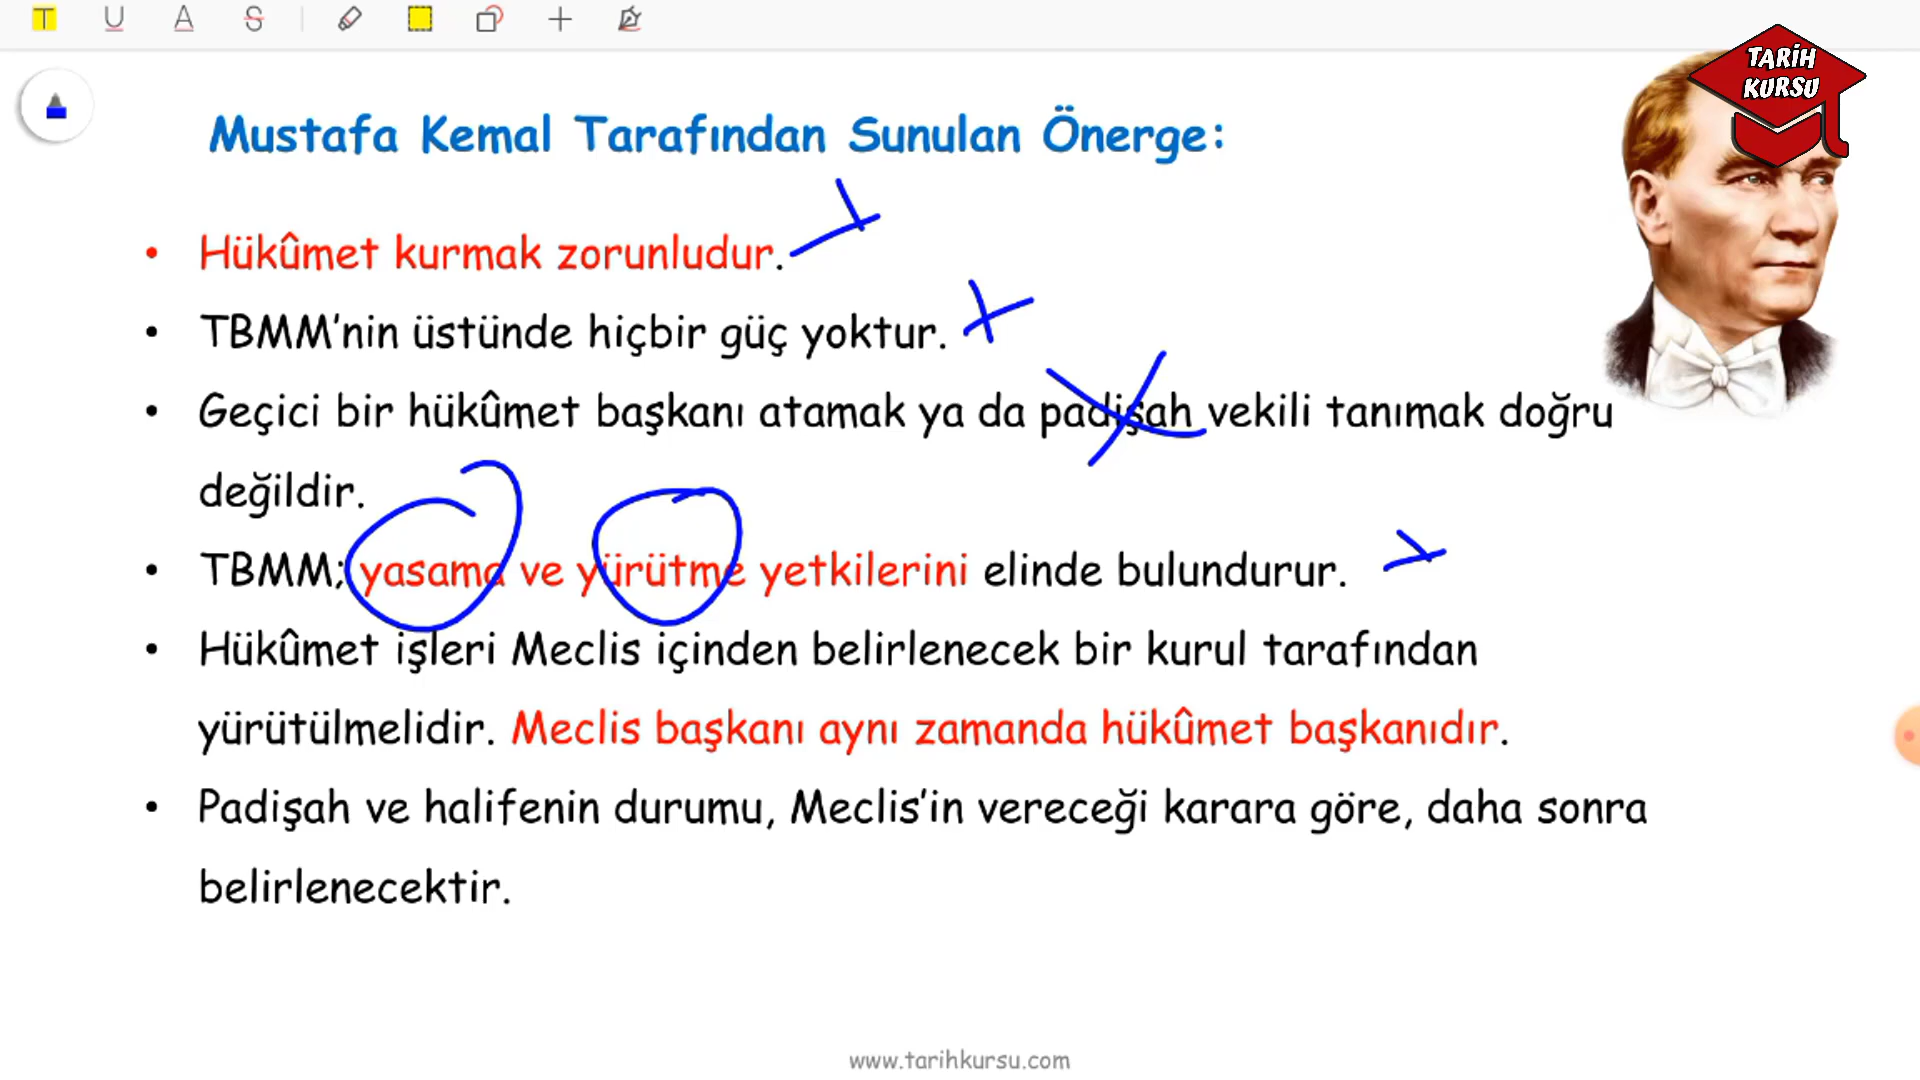 T U A S
TARİH
KURSU
Mustafa Kemal Tarafından Sunulan Önerge:
• Hükûmet kurmak zorunludur.
• TBMM'nin üstünde hiçbir güç yoktur.
• Geçici bir hükûmet başkanı atamak ya da padişah vekili tanımak doğru
değildir.
• TBMM; yasama ve yürütme yetkilerini elinde bulundurur.
• Hükûmet işleri Meclis içinden belirlenecek bir kurul tarafından
yürütülmelidir. Meclis başkanı aynı zamanda hükûmet başkanıdır.
• Padişah ve halifenin durumu, Meclis'in vereceği karara göre, daha sonra
belirlenecektir.
www.tarihkursu.com